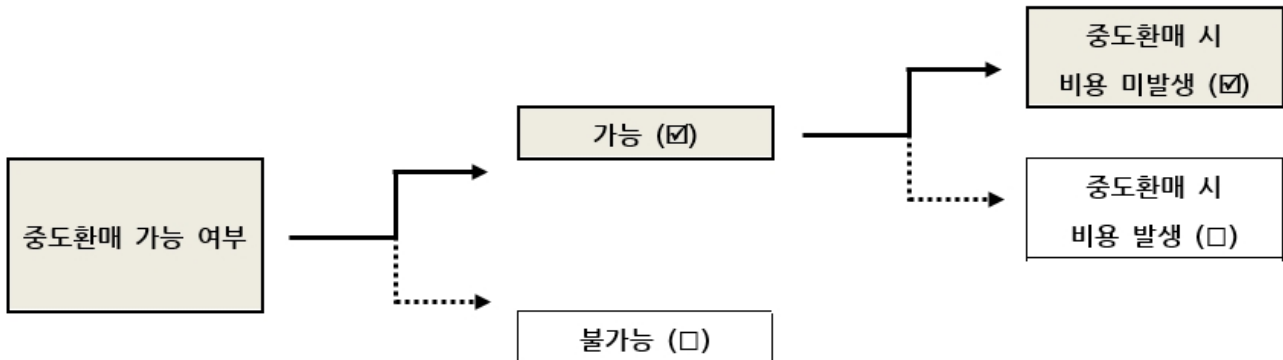 중도환매 가능 여부
가능 (☑)
불가능 (□)
중도환매 시
비용 미발생 (☑)
중도환매 시
비용 발생 (□)